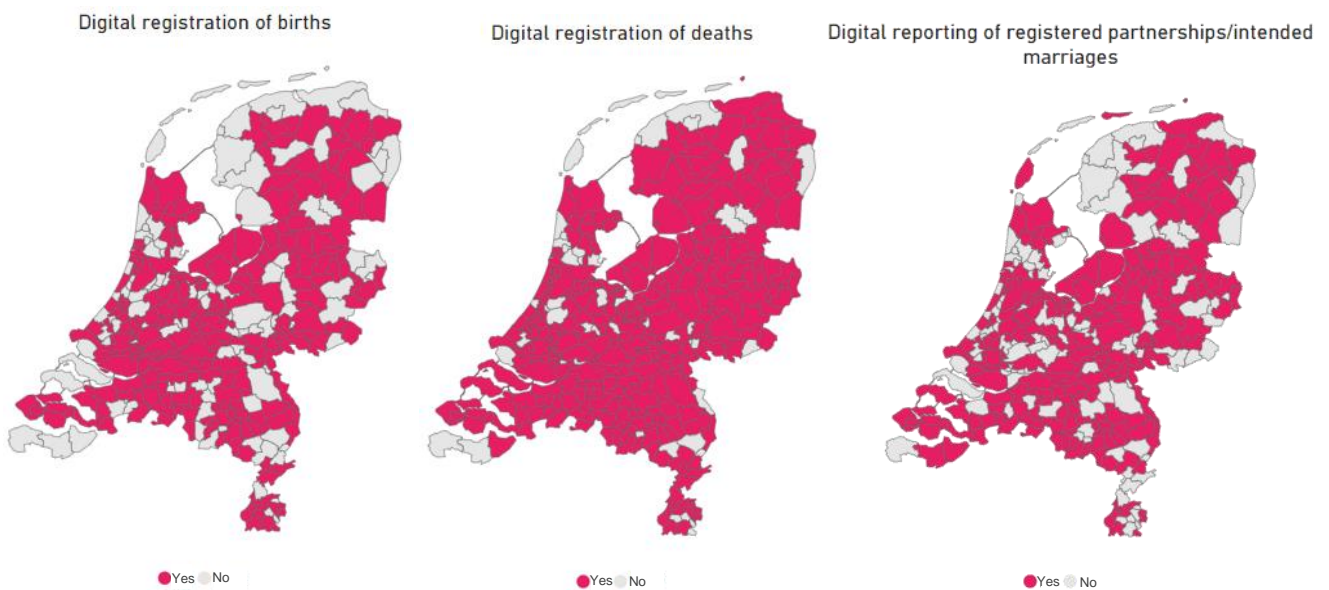 Digital registration of births
Digital registration of deaths
Digital reporting of registered partnerships/intended
marriages
Yes No
Yes No
Yes No